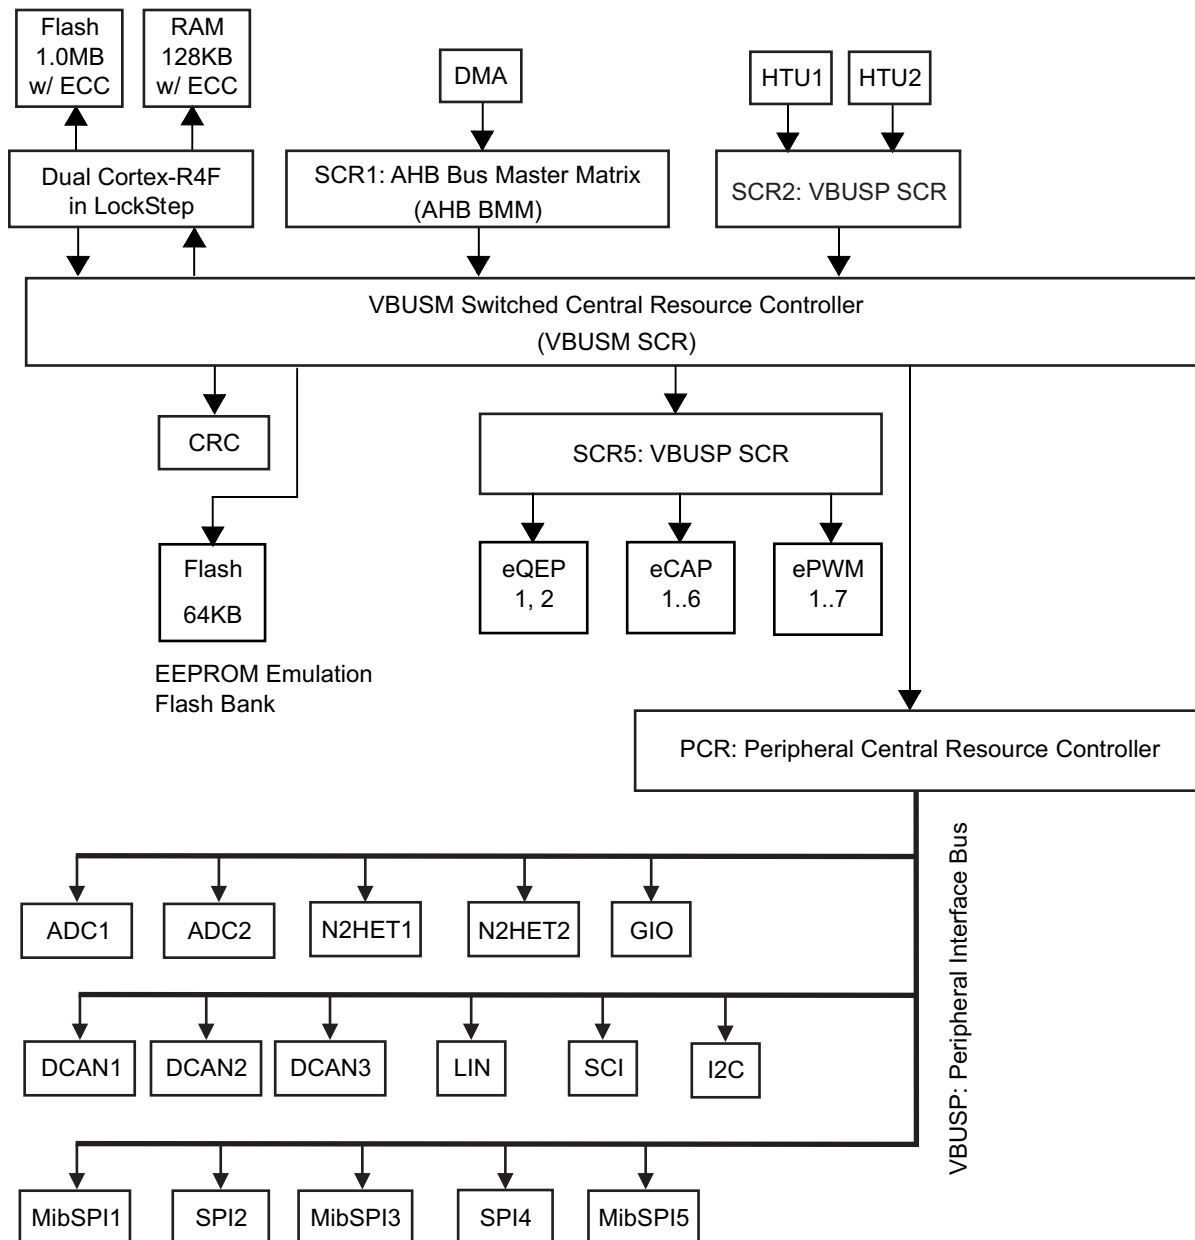 Flash
1.0MB
w/ ECC
RAM
128KB
w/ ECC
DMA
HTU1
HTU2
Dual Cortex-R4F
in LockStep
SCR1: AHB Bus Master Matrix
(AHB BMM)
SCR2: VBUSP SCR
VBUSM Switched Central Resource Controller
(VBUSM SCR)
CRC
SCR5: VBUSP SCR
Flash
64KB
eQEP
1, 2
eCAP
1..6
ePWM
1..7
EEPROM Emulation
Flash Bank
PCR: Peripheral Central Resource Controller
VBUSP: Peripheral Interface Bus
ADC1
ADC2
N2HET1
N2HET2
GIO
DCAN1
DCAN2
DCAN3
LIN
SCI
I2C
MibSPI1
SPI2
MibSPI3
SPI4
MibSPI5